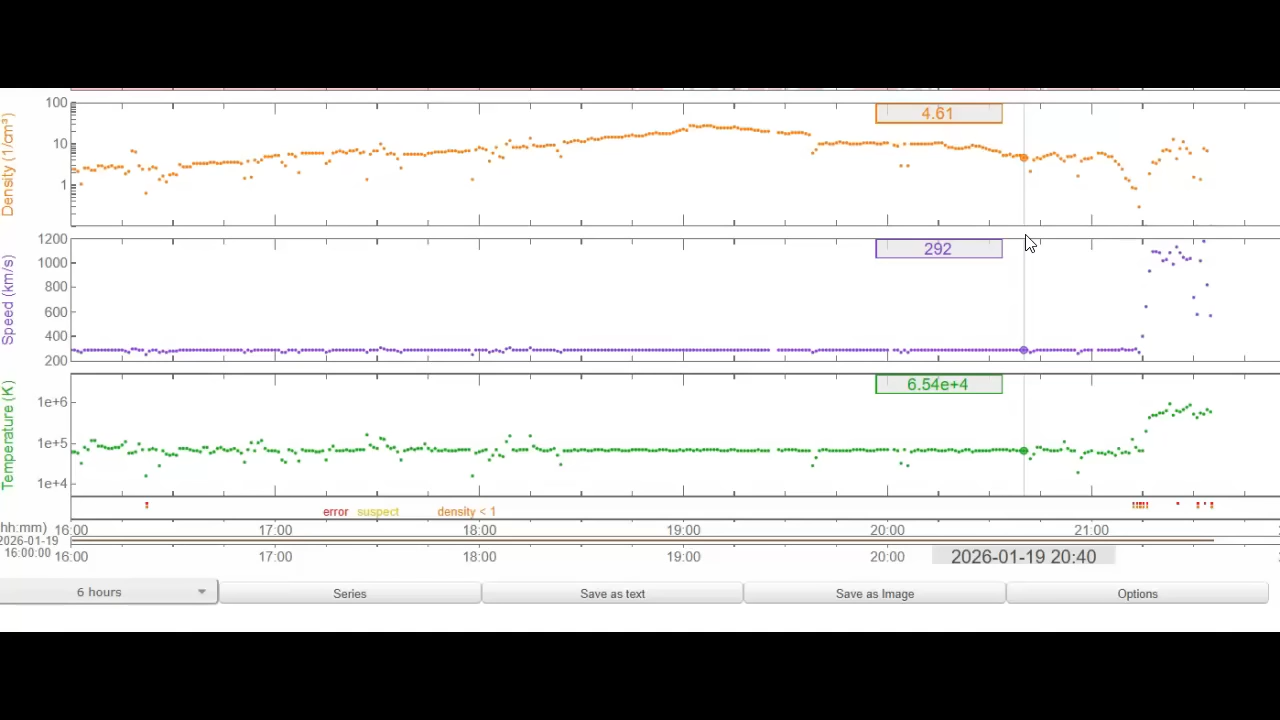 Density (1/cm³)
100
10
1
4.61
Speed (km/s)
1200
1000
800
600
400
200
292
Temperature (K)
1e+6
1e+5
1e+4
6.54e+4
error suspect density < 1
hh:mm) 16:00 17:00 18:00 19:00 20:00 21:00
2026-01-19
16:00:00 16:00 17:00 18:00 19:00 20:00 2026-01-19 20:40
6 hours Series Save as text Save as Image Options